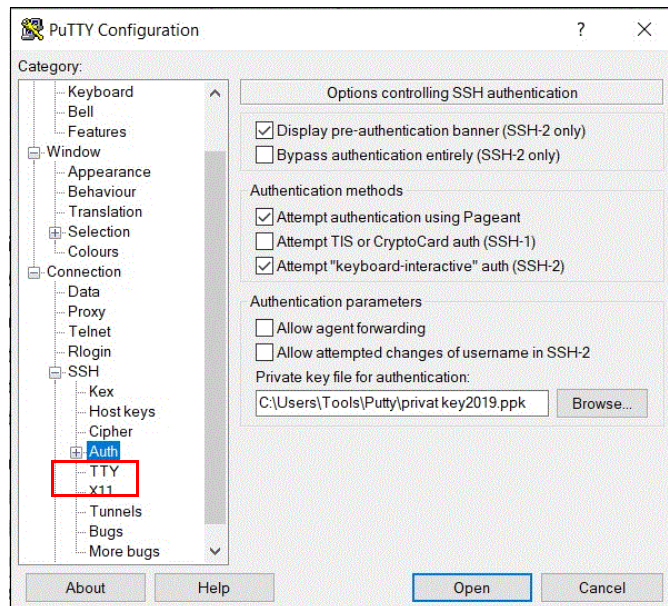 PuTTY Configuration
?
Category:
Keyboard
Bell
Features
Window
Appearance
Behaviour
Translation
Selection
Colours
Connection
Data
Proxy
Telnet
Rlogin
SSH
Kex
Host keys
Cipher
Auth
TTY
X11
Tunnels
Bugs
More bugs
Options controlling SSH authentication
Display pre-authentication banner (SSH-2 only)
Bypass authentication entirely (SSH-2 only)
Authentication methods
Attempt authentication using Pageant
Attempt TIS or CryptoCard auth (SSH-1)
Attempt "keyboard-interactive" auth (SSH-2)
Authentication parameters
Allow agent forwarding
Allow attempted changes of username in SSH-2
Private key file for authentication:
C:\Users\Tools\Putty\privat key2019.ppk
Browse...
About
Help
Open
Cancel